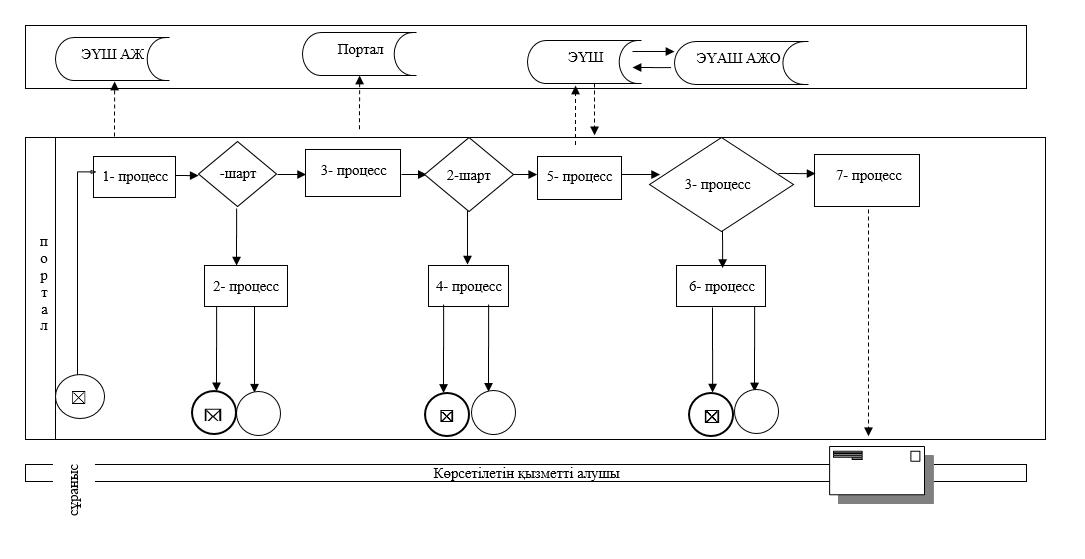 ЭҮШ АЖ
Портал
ЭҮШ
ЭҮАШ АЖО
1- процесс
-шарт
3- процесс
2-шарт
5- процесс
3- процесс
7- процесс
портал
2- процесс
4- процесс
6- процесс
Көрсетілетін қызметті алушы
сұраныс